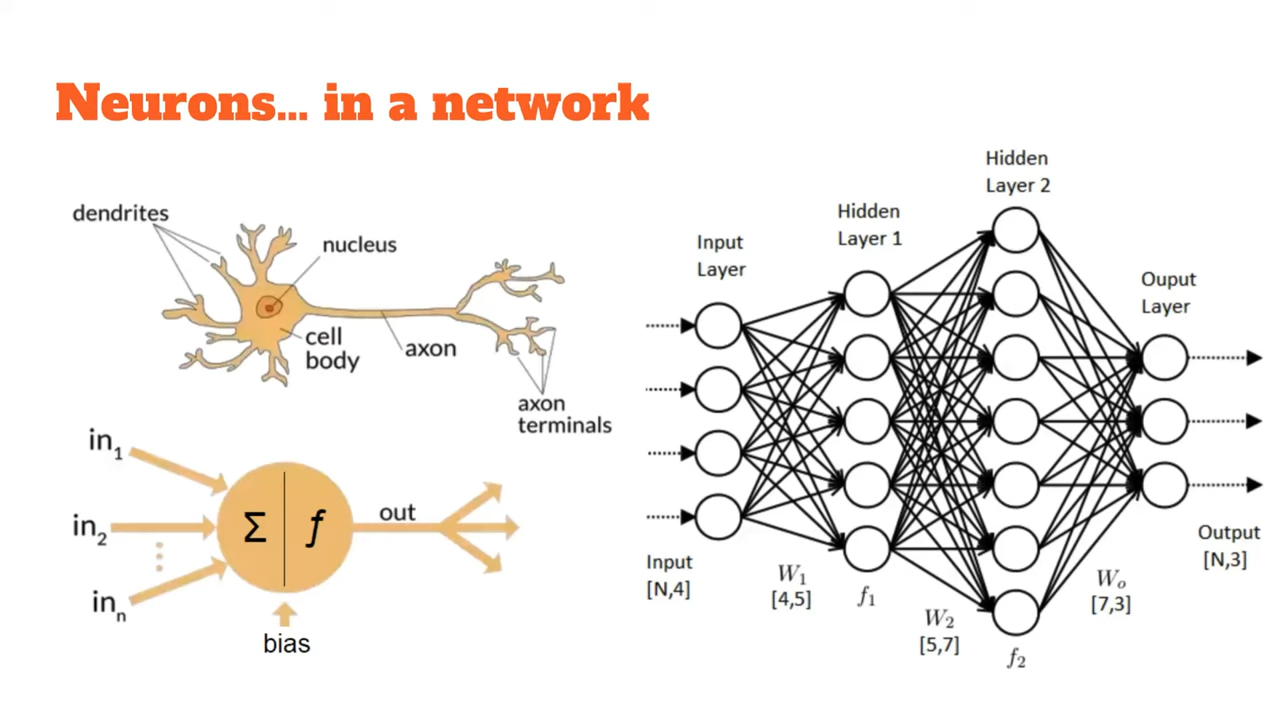 Neurons... in a network
dendrites
nucleus
cell
body
axon
axon
terminals
in1
in2
inn
Σ
f
out
bias
Input
Layer
Hidden
Layer 1
Hidden
Layer 2
Ouput
Layer
Input
[N,4]
W1
[4,5]
f1
W2
[5,7]
f2
Wo
[7,3]
Output
[N,3]